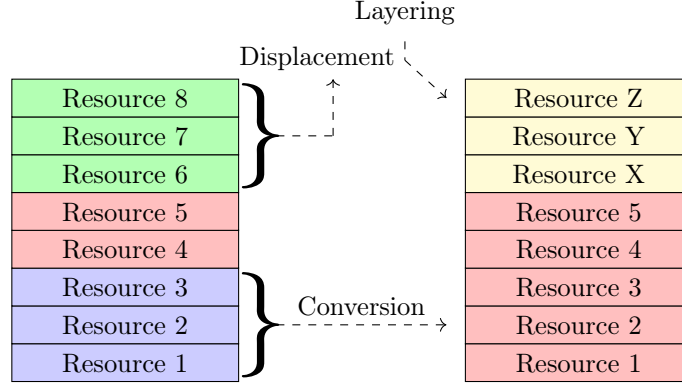 Layering
Displacement
Resource 8
Resource 7
Resource 6
Resource 5
Resource 4
Resource 3
Resource 2
Resource 1
Conversion
Resource Z
Resource Y
Resource X
Resource 5
Resource 4
Resource 3
Resource 2
Resource 1